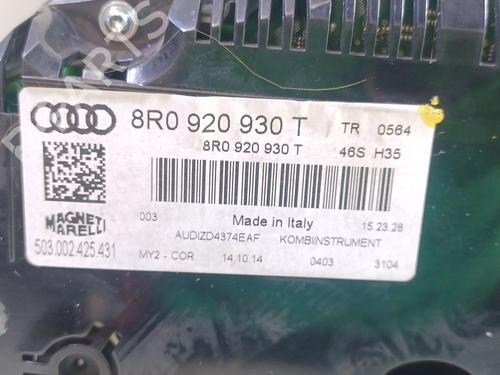 8R0 920 930 T TR 0564
8R0 920 930 T 46S H35
003 Made in Italy 15.23.28
MAGNETI
MARELLI
AUDIZD4374EAF KOMBIINSTRUMENT
503.002.425.431
MY2 - COR 14.10.14 0403 3104